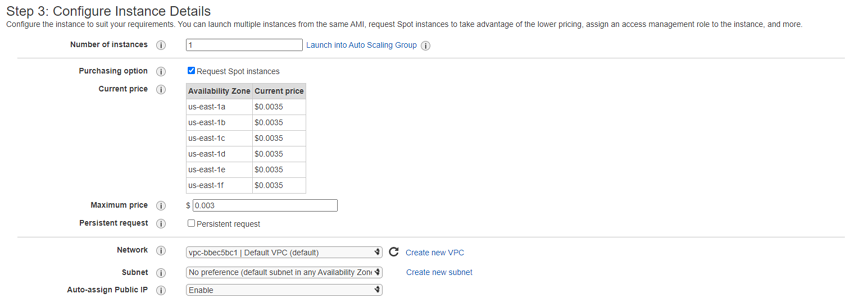 Step 3: Configure Instance Details
Configure the instance to suit your requirements. You can launch multiple instances from the same AMI, request Spot instances to take advantage of the lower pricing, assign an access management role to the instance, and more.
Number of instances 1 Launch into Auto Scaling Group
Purchasing option Request Spot instances
Current price Availability Zone Current price
us-east-1a $0.0035
us-east-1b $0.0035
us-east-1c $0.0035
us-east-1d $0.0035
us-east-1e $0.0035
us-east-1f $0.0035
Maximum price $ 0.003
Persistent request Persistent request
Network vpc-bbec5bc1 | Default VPC (default) Create new VPC
Subnet No preference (default subnet in any Availability Zone Create new subnet
Auto-assign Public IP Enable